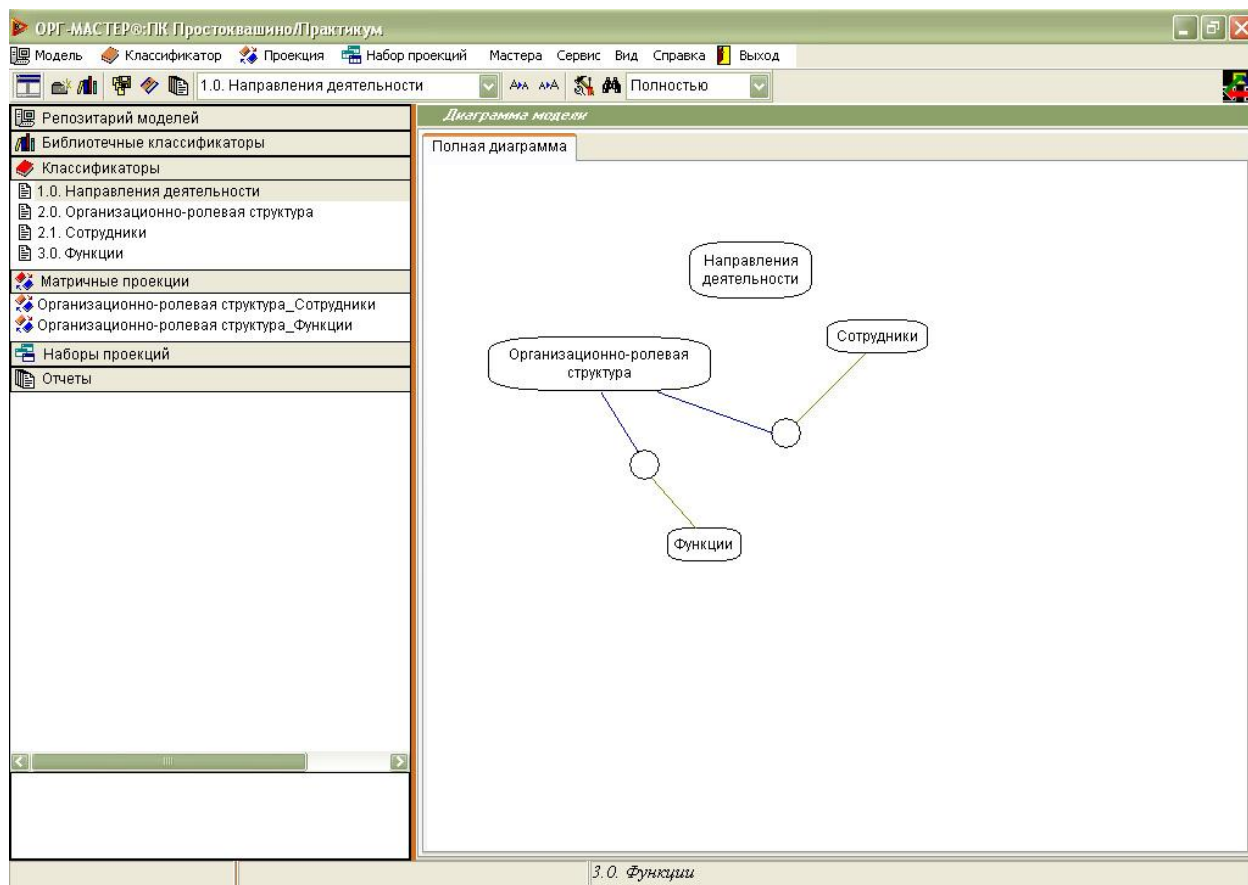 ОРГ-МАСТЕР®:ПК Простоквашино/Практикум
Модель Классификатор Проекция Набор проекций Мастера Сервис Вид Справка Выход
1.0. Направления деятельности Полностью
Репозитарий моделей
Библиотечные классификаторы
Классификаторы
1.0. Направления деятельности
2.0. Организационно-ролевая структура
2.1. Сотрудники
3.0. Функции
Матричные проекции
Организационно-ролевая структура_Сотрудники
Организационно-ролевая структура_Функции
Наборы проекций
Отчеты
Диаграмма модели
Полная диаграмма
Направления
деятельности
Сотрудники
Организационно-ролевая
структура
Функции
3.0. Функции